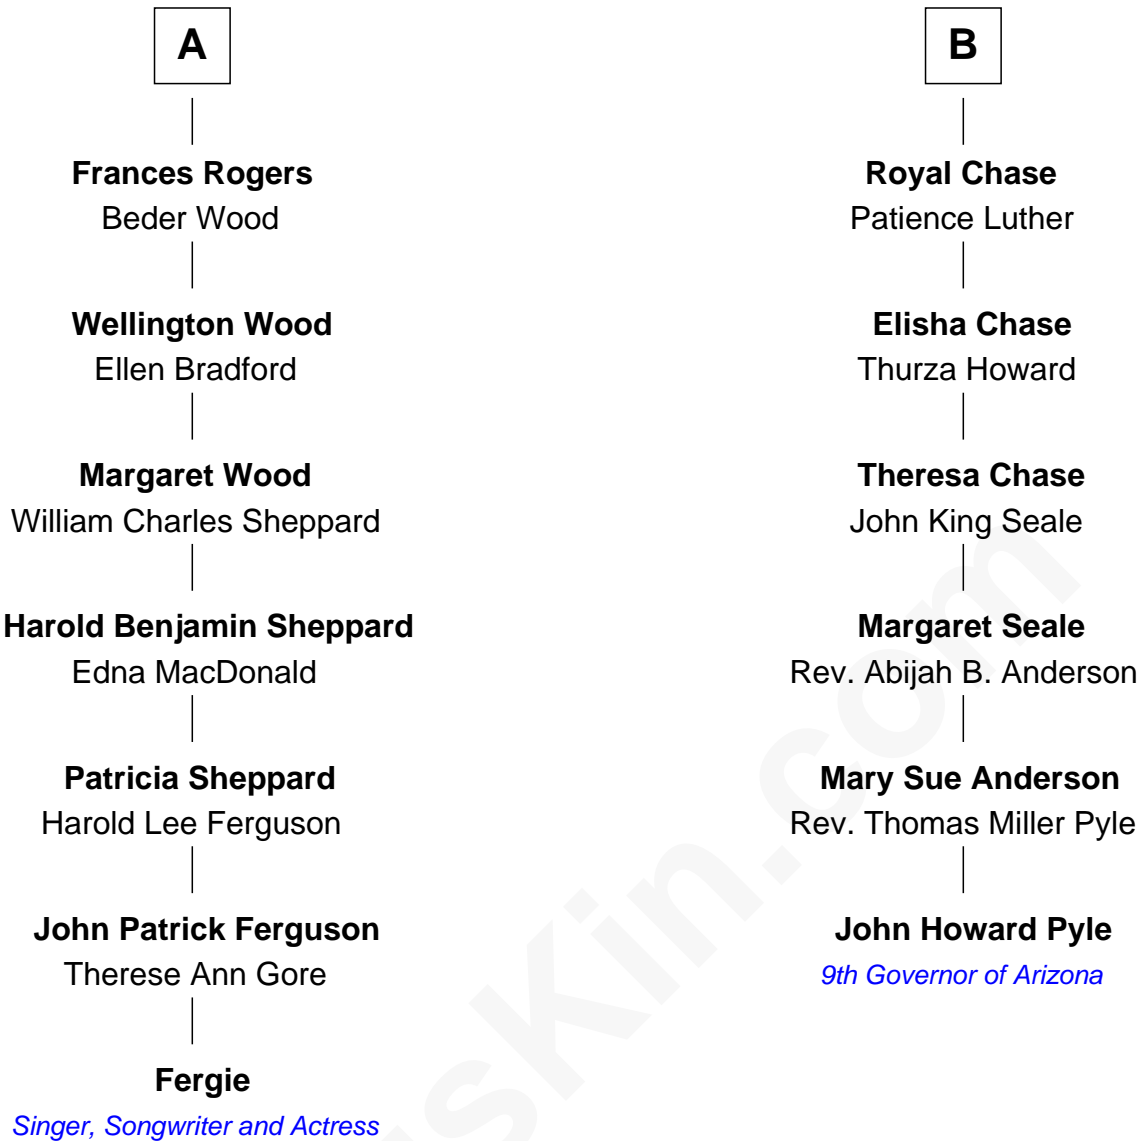 A
Frances Rogers
Beder Wood
Wellington Wood
Ellen Bradford
Margaret Wood
William Charles Sheppard
Harold Benjamin Sheppard
Edna MacDonald
Patricia Sheppard
Harold Lee Ferguson
John Patrick Ferguson
Therese Ann Gore
Fergie
Singer, Songwriter and Actress
B
Royal Chase
Patience Luther
Elisha Chase
Thurza Howard
Theresa Chase
John King Seale
Margaret Seale
Rev. Abijah B. Anderson
Mary Sue Anderson
Rev. Thomas Miller Pyle
John Howard Pyle
9th Governor of Arizona
usKin.com